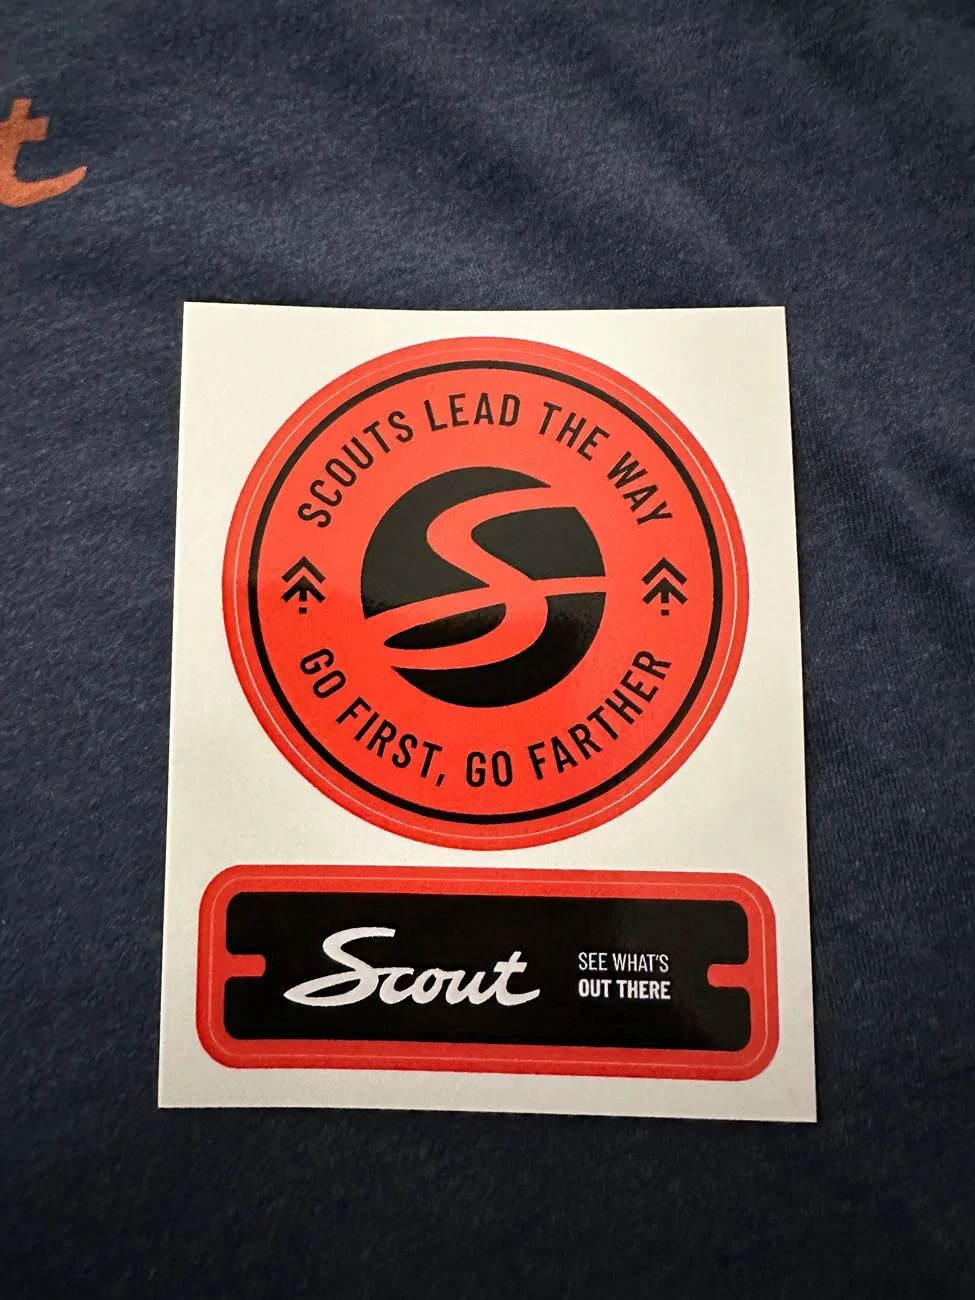 t
SCOUTS LEAD THE WAY
S
GO FIRST, GO FARTHER
Scout
SEE WHAT'S
OUT THERE